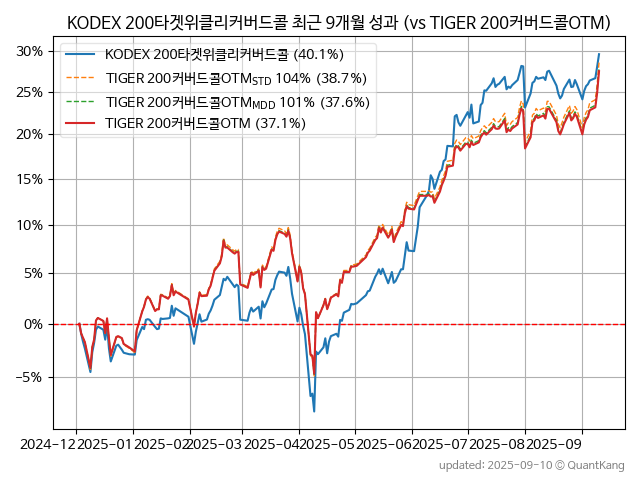 KODEX 200타겟위클리커버드콜 최근 9개월 성과 (vs TIGER 200커버드콜OTM)
KODEX 200타겟위클리커버드콜 (40.1%)
TIGER 200커버드콜OTMSTD 104% (38.7%)
TIGER 200커버드콜OTMMDD 101% (37.6%)
TIGER 200커버드콜OTM (37.1%)
30%
25%
20%
15%
10%
5%
0%
−5%
2024-12 2025-01 2025-02 2025-03 2025-04 2025-05 2025-06 2025-07 2025-08 2025-09
updated: 2025-09-10 © QuantKang